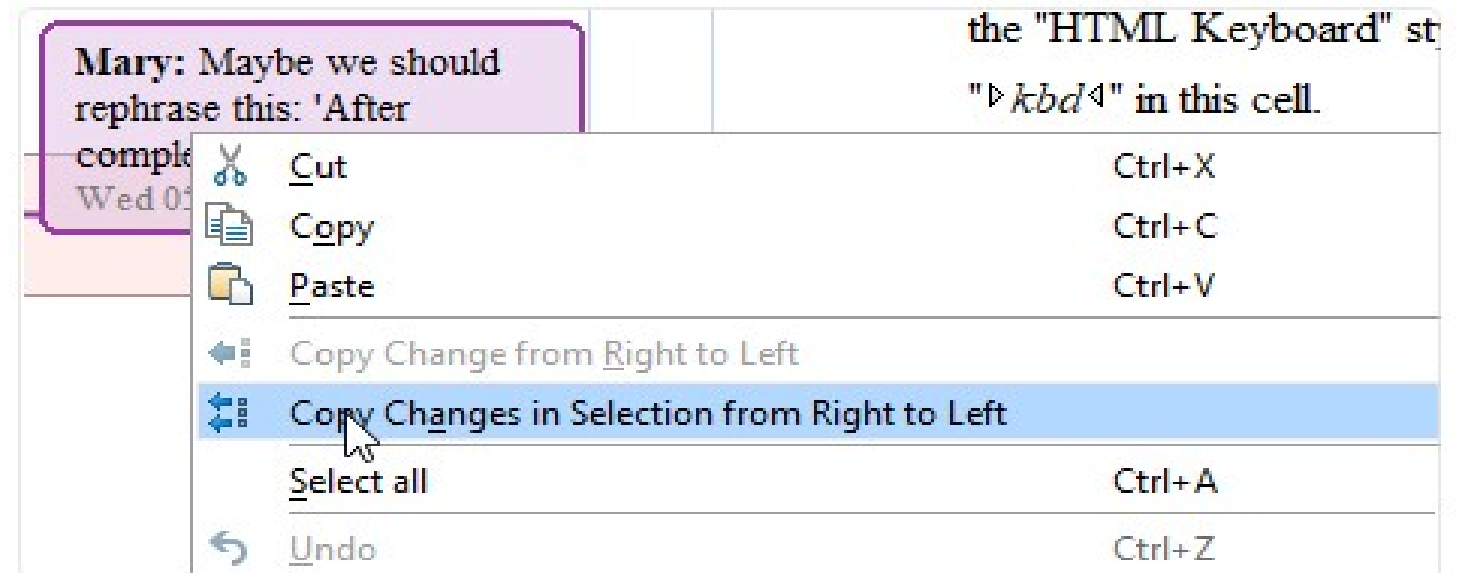 Mary: Maybe we should
rephrase this: 'After
Wed
the "HTML Keyboard"
"kbd" in this cell.
Cut Ctrl+X
Copy Ctrl+C
Paste Ctrl+V
Copy Change from Right to Left
Copy Changes in Selection from Right to Left
Select all Ctrl+A
Undo Ctrl+Z